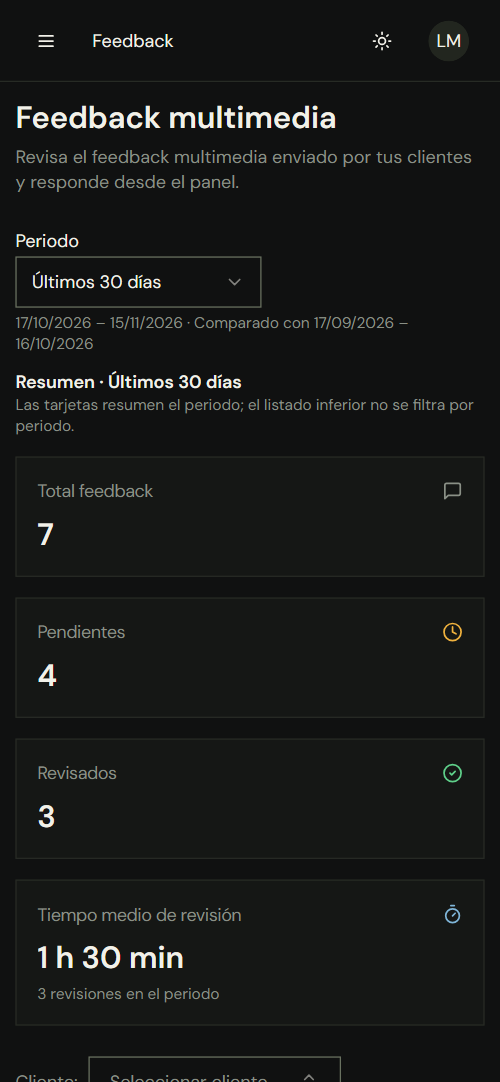 Feedback
LM
Feedback multimedia
Revisa el feedback multimedia enviado por tus clientes
y responde desde el panel.
Periodo
Últimos 30 días
17/10/2026 – 15/11/2026 · Comparado con 17/09/2026 –
16/10/2026
Resumen · Últimos 30 días
Las tarjetas resumen el periodo; el listado inferior no se filtra por
periodo.
Total feedback
7
Pendientes
4
Revisados
3
Tiempo medio de revisión
1 h 30 min
3 revisiones en el periodo
Cliente: Seleccionar cliente